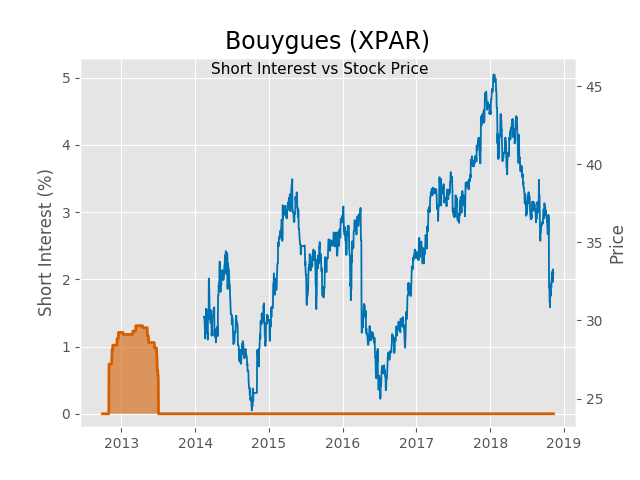 Bouygues (XPAR)
Short Interest vs Stock Price
Short Interest (%)
5
4
3
2
1
0
45
40
35
30
25
Price
2013 2014 2015 2016 2017 2018 2019